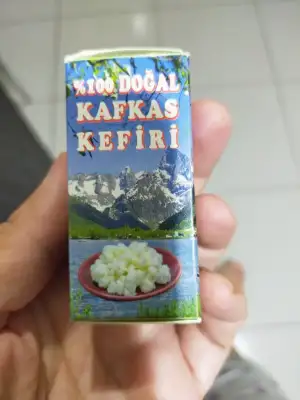 %100 DOĞAL
KAFKAS
KEFİRİ